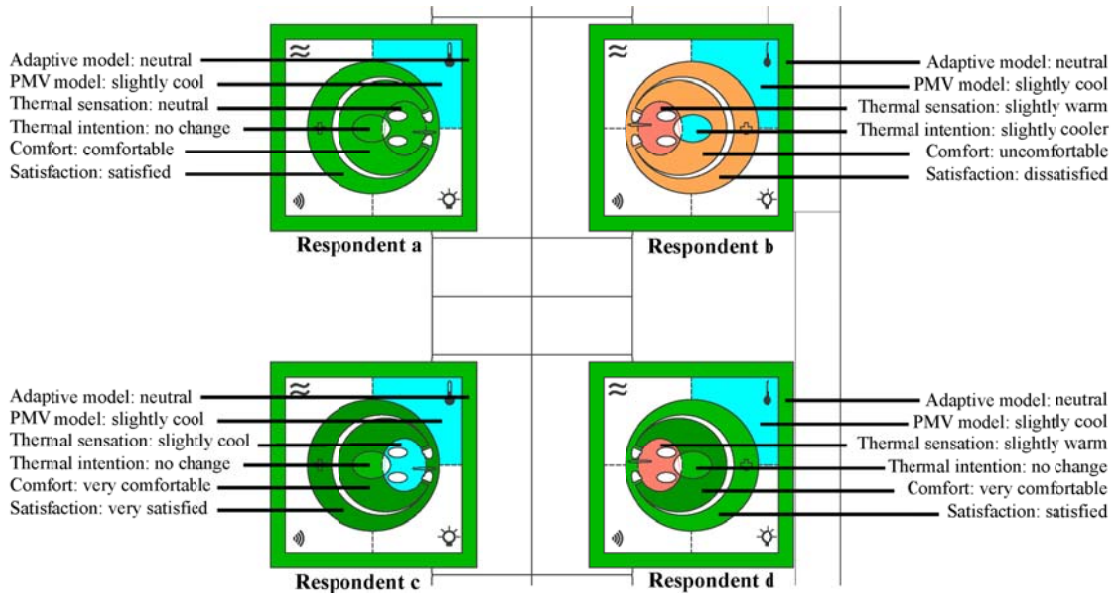 Adaptive model: neutral
PMV model: slightly cool
Thermal sensation: neutral
Thermal intention: no change
Comfort: comfortable
Satisfaction: satisfied
Respondent a
Adaptive model: neutral
PMV model: slightly cool
Thermal sensation: slightly warm
Thermal intention: slightly cooler
Comfort: uncomfortable
Satisfaction: dissatisfied
Respondent b
Adaptive model: neutral
PMV model: slightly cool
Thermal sensation: slightly cool
Thermal intention: no change
Comfort: very comfortable
Satisfaction: very satisfied
Respondent c
Adaptive model: neutral
PMV model: slightly cool
Thermal sensation: slightly warm
Thermal intention: no change
Comfort: very comfortable
Satisfaction: satisfied
Respondent d